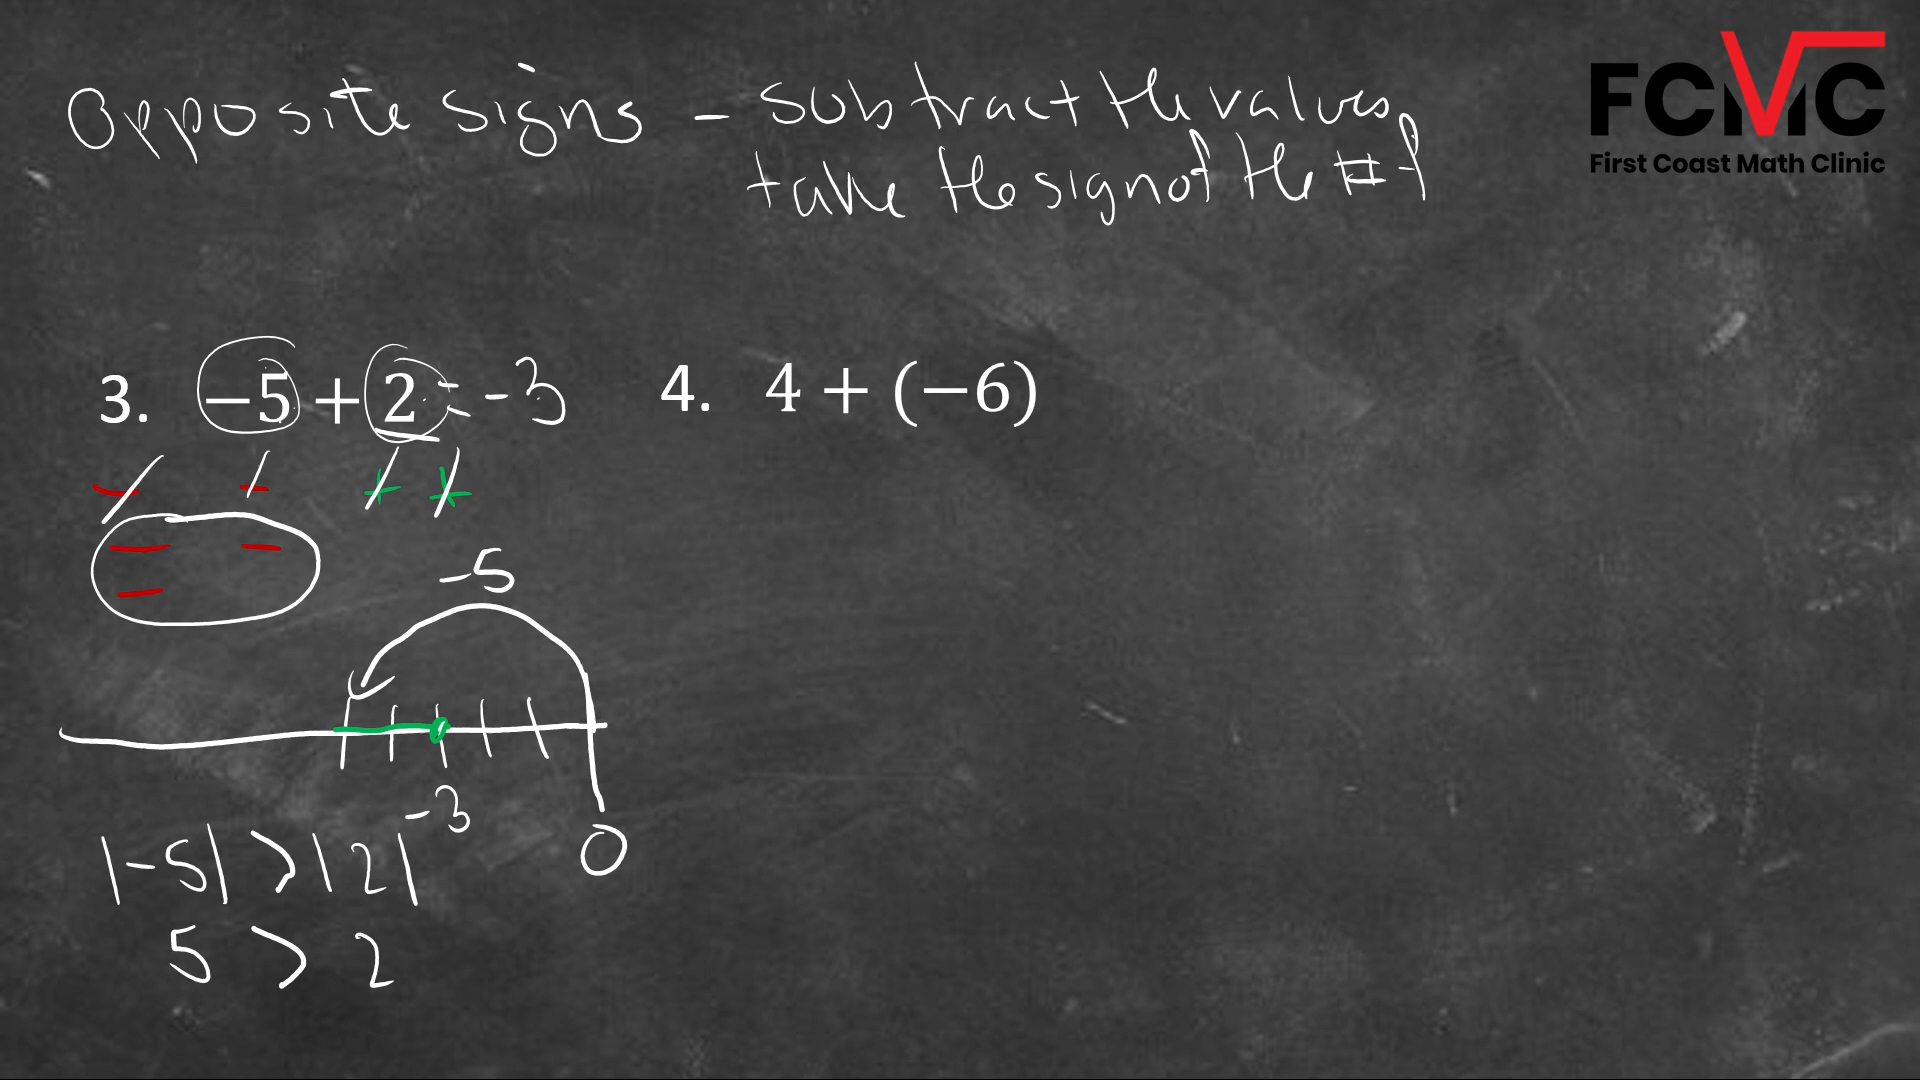 opposite signs - subtract the values,
take the sign of the # f
FCMC
First Coast Math Clinic
3. −5 + 2 = -3
4. 4 + (−6)
- - + +
- -
-
-5
-3
0
|-5| > |2|
5 > 2